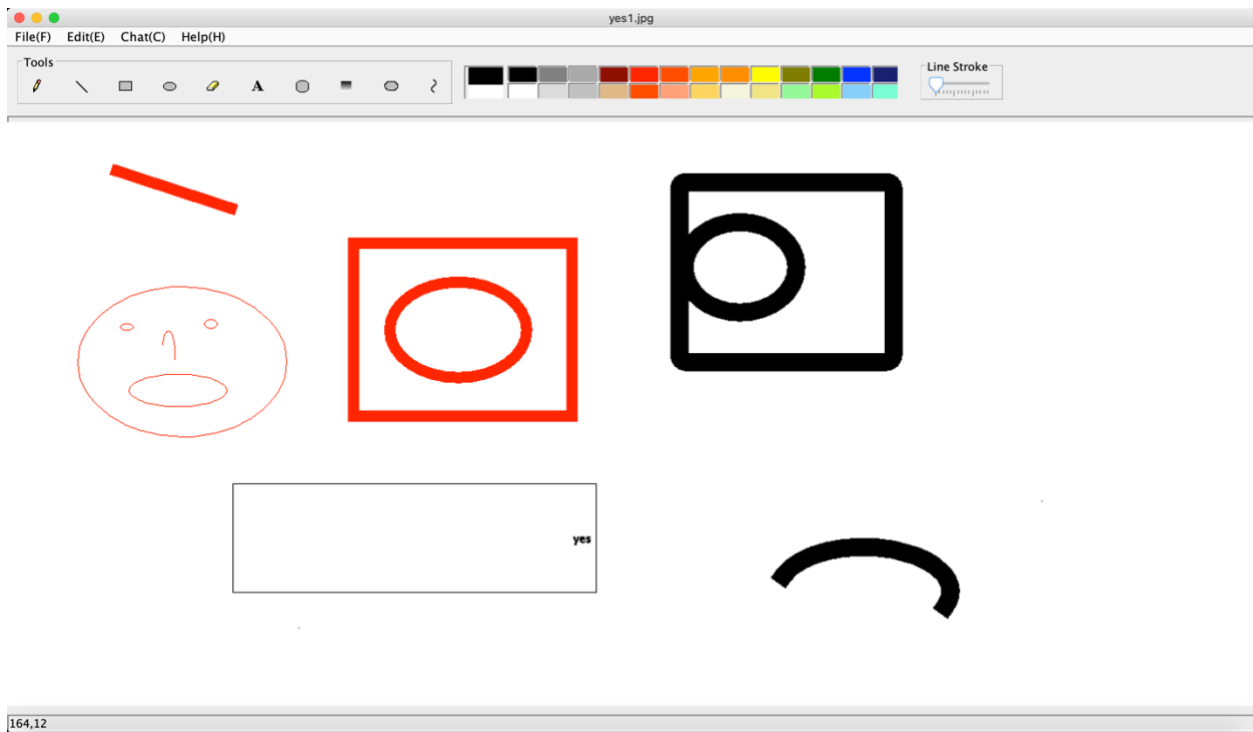 yes1.jpg
File(F) Edit(E) Chat(C) Help(H)
Tools
A
Line Stroke
yes
164,12